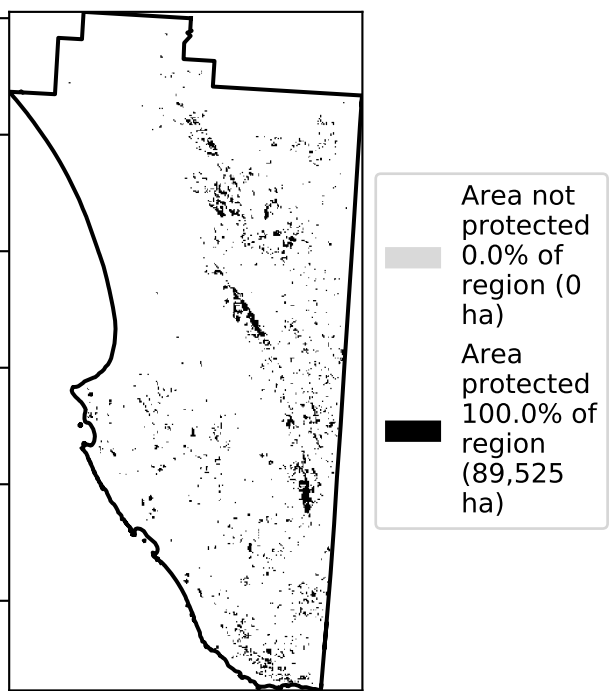 Area not
protected
0.0% of
region (0
ha)
Area
protected
100.0% of
region
(89,525
ha)